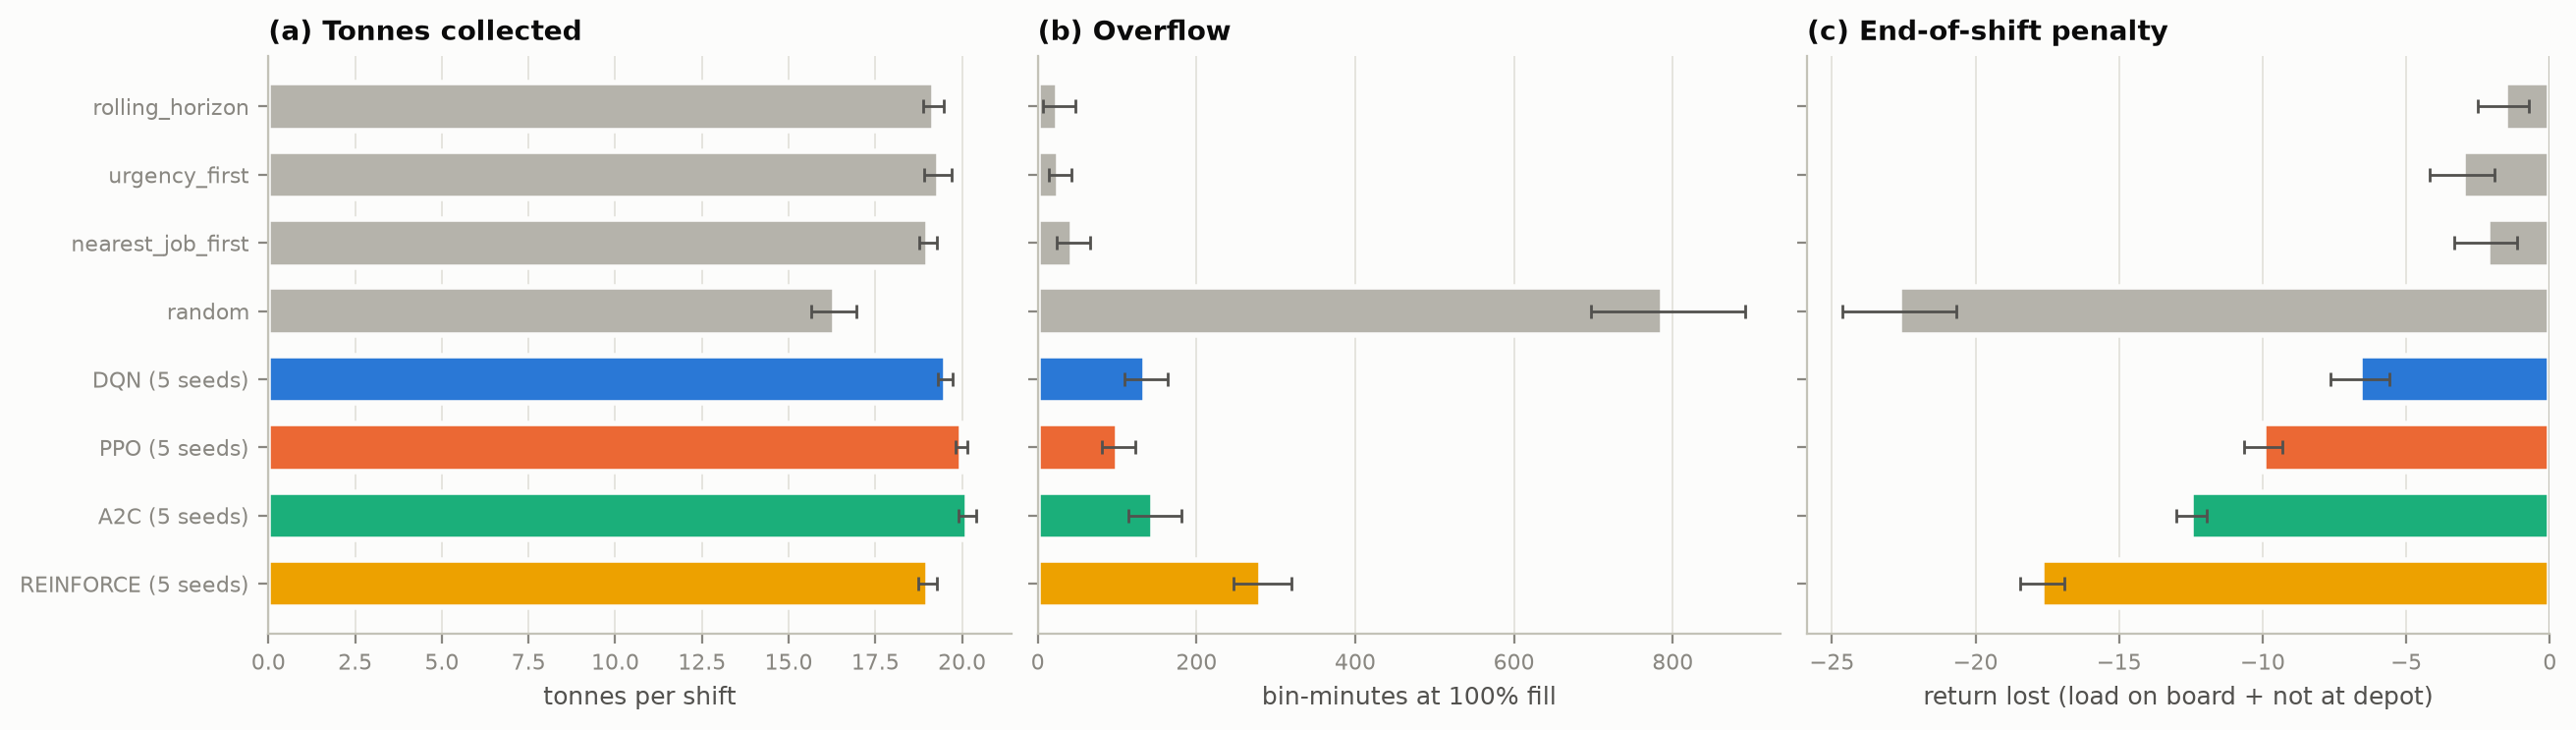 (a) Tonnes collected
(b) Overflow
(c) End-of-shift penalty
rolling_horizon
urgency_first
nearest_job_first
random
DQN (5 seeds)
PPO (5 seeds)
A2C (5 seeds)
REINFORCE (5 seeds)
0.0 2.5 5.0 7.5 10.0 12.5 15.0 17.5 20.0
tonnes per shift
0 200 400 600 800
bin-minutes at 100% fill
−25 −20 −15 −10 −5 0
return lost (load on board + not at depot)